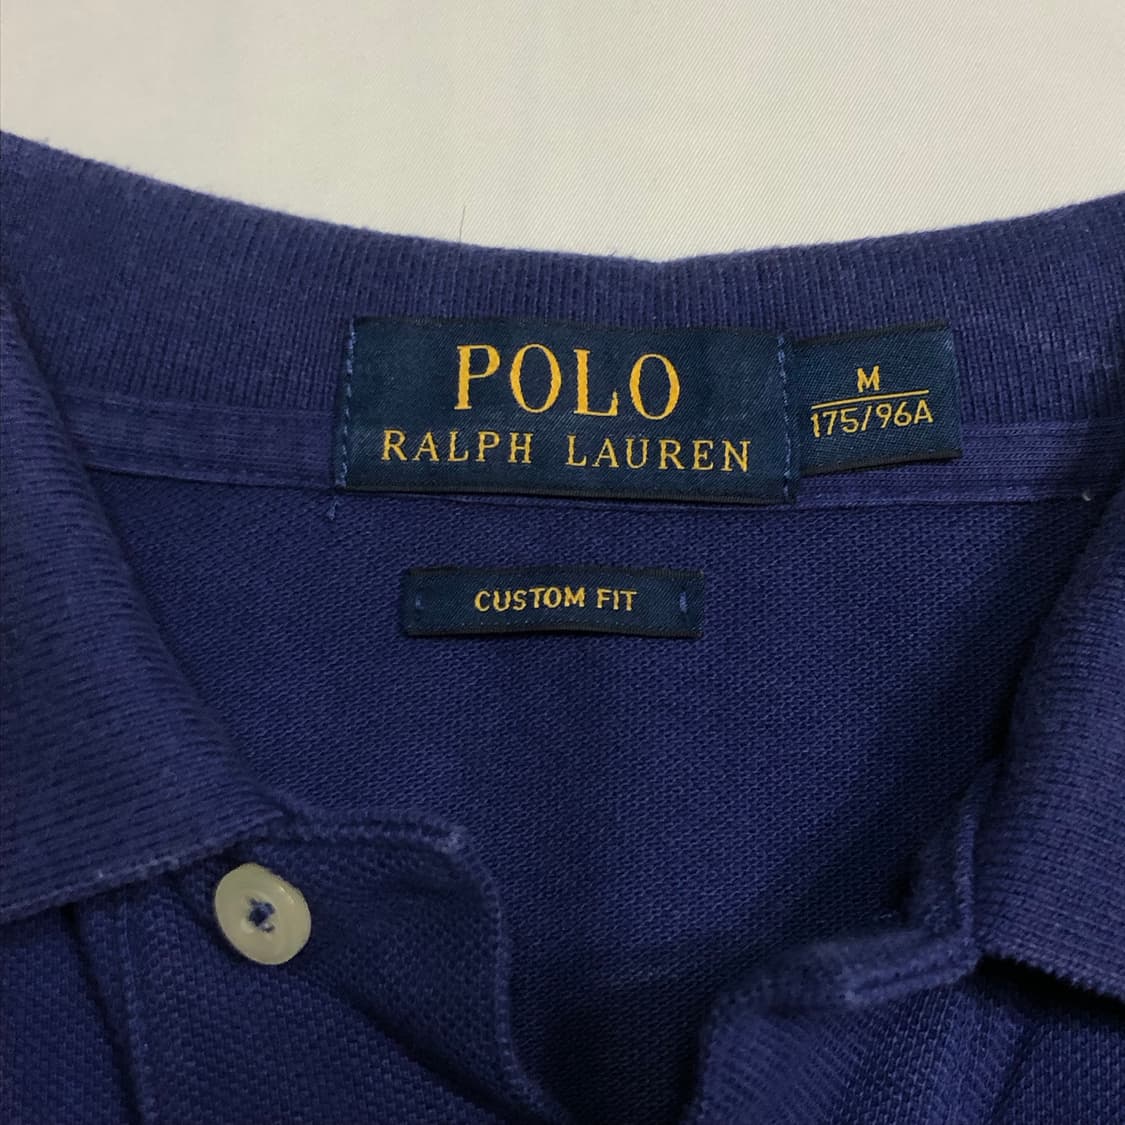 POLO
RALPH LAUREN
M
175/96A
CUSTOM FIT